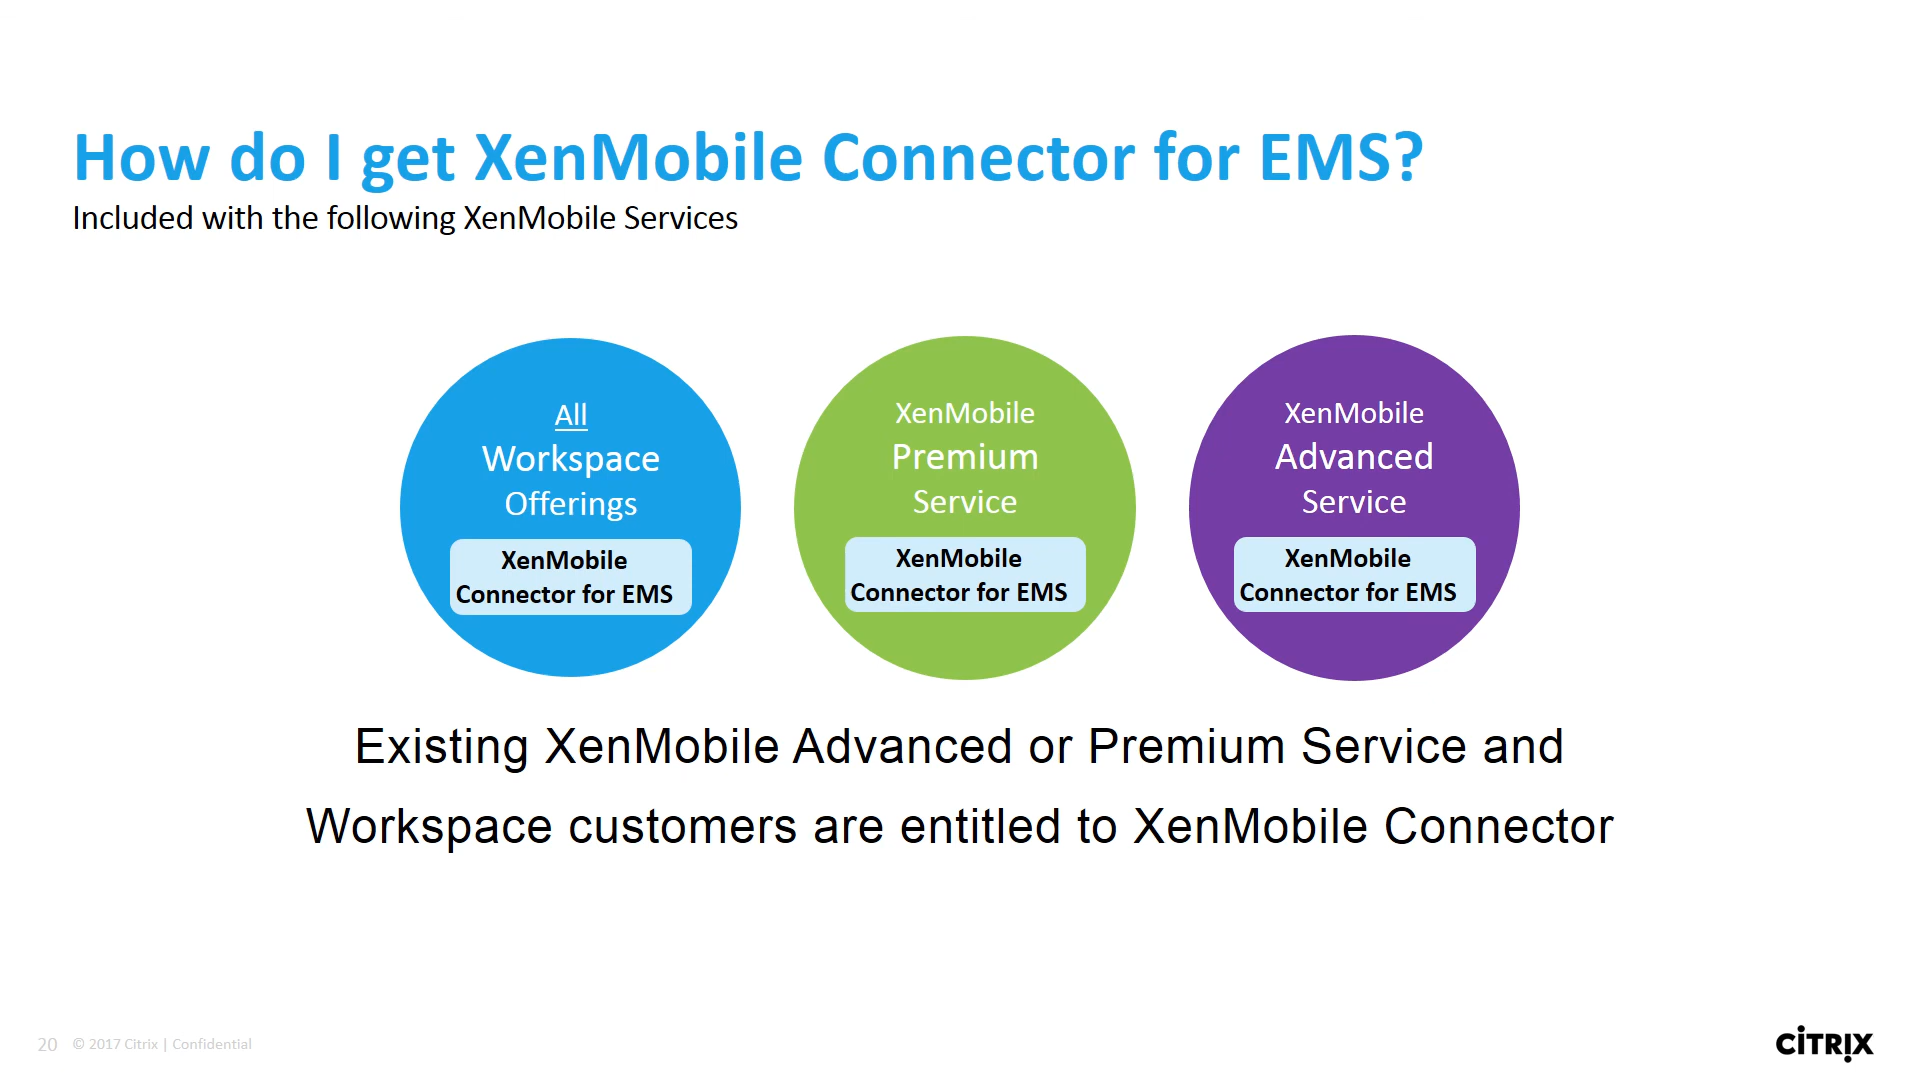 How do I get XenMobile Connector for EMS?
Included with the following XenMobile Services
All
Workspace
Offerings
XenMobile
Connector for EMS
XenMobile
Premium
Service
XenMobile
Connector for EMS
XenMobile
Advanced
Service
XenMobile
Connector for EMS
Existing XenMobile Advanced or Premium Service and
Workspace customers are entitled to XenMobile Connector
20 © 2017 Citrix | Confidential
CITRIX